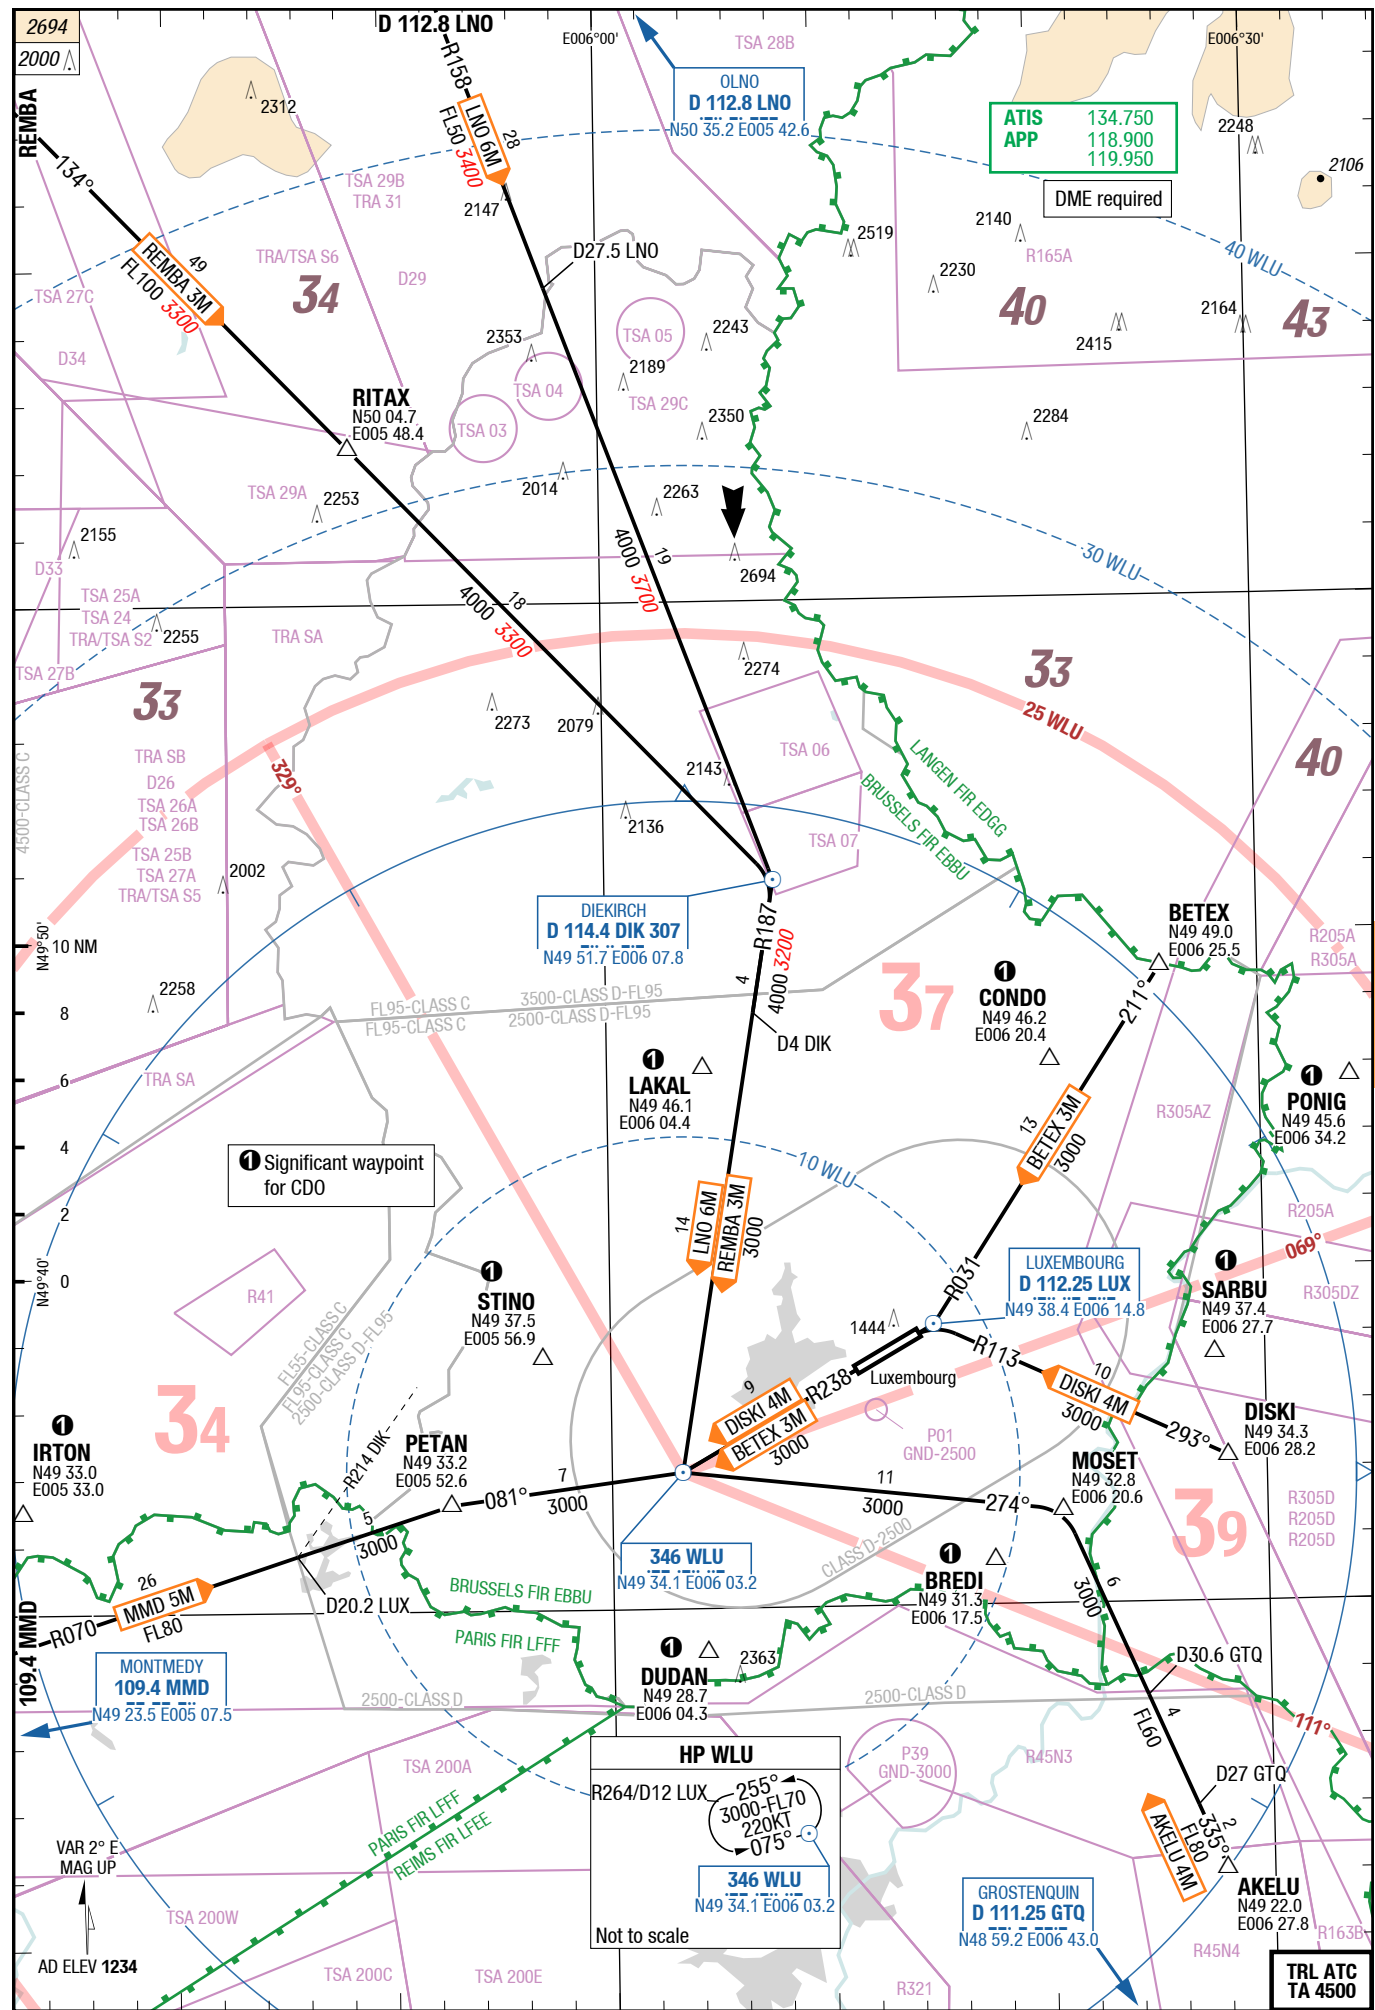 2694
2000
D 112.8 LNO
REMBA
R158
E006°00'
E006°30'
TSA 28B
OLNO
D 112.8 LNO
N50 35.2 E005 42.6
ATIS 134.750
APP 118.900
119.950
DME required
2312
28
LNO 6M
FL50 3400
2248
2106
134°
TSA 29B
TRA 31
2147
2140
2519
R165A
40 WLU
TRA/TSA S6
34
D29
D27.5 LNO
2230
TSA 27C
49
REMBA 3M
FL100 3300
40
2164
43
2415
D34
2353
TSA 05
2243
2189
TSA 04
TSA 29C
RITAX
N50 04.7
E005 48.4
TSA 03
2350
2284
TSA 29A
2253
2014
2263
2155
D33
4000 3700
19
2694
30 WLU
TSA 25A
TSA 24
TRA/TSA S2
2255
TRA SA
18
4000 3300
TSA 27B
33
2274
33
2273
2079
25 WLU
TSA 06
4500-CLASS C
TRA SB
D26
TSA 26A
TSA 26B
329°
2143
LANGEN FIR EDGG
BRUSSELS FIR EBBU
40
2136
TSA 07
TSA 25B
TSA 27A
TRA/TSA S5
2002
DIEKIRCH
D 114.4 DIK 307
N49 51.7 E006 07.8
R187
4
4000 3200
BETEX
N49 49.0
E006 25.5
N49°50'
10 NM
R205A
R305A
37
CONDO
N49 46.2
E006 20.4
211°
2258
8
FL95-CLASS C
3500-CLASS D-FL95
FL95-CLASS C
2500-CLASS D-FL95
D4 DIK
6
TRA SA
1
LAKAL
N49 46.1
E006 04.4
1
1
PONIG
N49 45.6
E006 34.2
13
BETEX 3M
3000
R305AZ
4
1 Significant waypoint
for CDO
10 WLU
2
14
LNO 6M
REMBA 3M
3000
R205A
069°
N49°40'
0
R41
1
STINO
N49 37.5
E005 56.9
R031
LUXEMBOURG
D 112.25 LUX
N49 38.4 E006 14.8
1
SARBU
N49 37.4
E006 27.7
R305DZ
FL55-CLASS C
FL95-CLASS C
2500-CLASS D-FL95
1444
R113
Luxembourg
10
DISKI 4M
3000
293°
9
DISKI 4M
R238
BETEX 3M
3000
P01
GND-2500
34
1
IRTON
N49 33.0
E005 33.0
R214 DIK
PETAN
N49 33.2
E005 52.6
DISKI
N49 34.3
E006 28.2
MOSET
N49 32.8
E006 20.6
081°
7
3000
11
3000
274°
39
R305D
R205D
R205D
5
3000
346 WLU
N49 34.1 E006 03.2
CLASS D-2500
1
BREDI
N49 31.3
E006 17.5
6
3000
26
MMD 5M
FL80
R070
109.4 MMD
D20.2 LUX
BRUSSELS FIR EBBU
PARIS FIR LFFF
MONTMEDY
109.4 MMD
N49 23.5 E005 07.5
1
DUDAN
N49 28.7
E006 04.3
2363
D30.6 GTQ
2500-CLASS D
2500-CLASS D
4
FL60
111°
TSA 200A
HP WLU
R264/D12 LUX
255°
3000-FL70
220KT
075°
346 WLU
N49 34.1 E006 03.2
Not to scale
P39
GND-3000
R45N3
D27 GTQ
2
335°
FL80
AKELU 4M
PARIS FIR LFFF
REIMS FIR LFEE
VAR 2° E
MAG UP
AKELU
N49 22.0
E006 27.8
GROSTENQUIN
D 111.25 GTQ
N48 59.2 E006 43.0
TSA 200W
R163B
R45N4
AD ELEV 1234
TSA 200C
TSA 200E
R321
TRL ATC
TA 4500